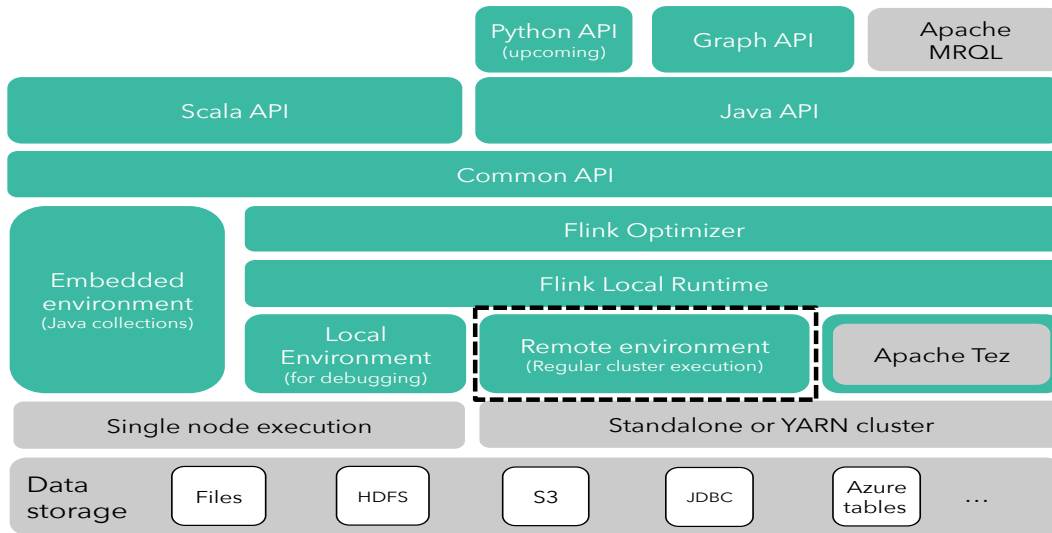 Python API
(upcoming)
Graph API
Apache
MRQL
Scala API
Java API
Common API
Flink Optimizer
Embedded
environment
(Java collections)
Flink Local Runtime
Local
Environment
(for debugging)
Remote environment
(Regular cluster execution)
Apache Tez
Single node execution
Standalone or YARN cluster
Data
storage
Files
HDFS
S3
JDBC
Azure
tables
...